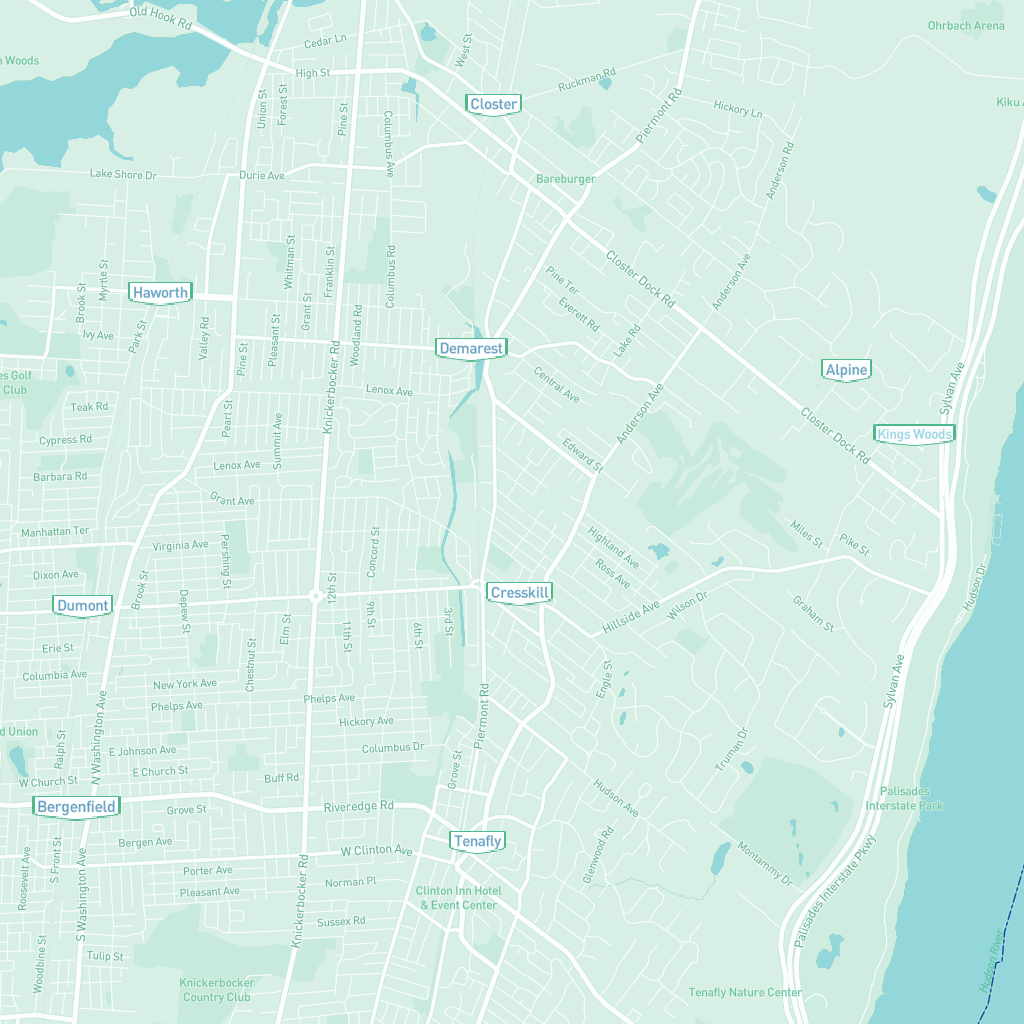 Old Hook Rd
Ohrbach Arena
Cedar Ln
West St
Woods
High St
Ruckman Rd
Union St
Forest St
Pine St
Closter
Hickory Ln
Kiku
Piermont Rd
Columbus Ave
Lake Shore Dr
Durie Ave
Bareburger
Anderson Rd
Whitman St
Franklin St
Columbus Rd
Myrtle St
Brook St
Haworth
Pine Ter
Closter Dock Rd
Anderson Ave
Grant St
Everett Rd
Ivy Ave
Park St
Valley Rd
Pleasant St
Woodland Rd
Demarest
Lake Rd
Pine St
Knickerbocker Rd
es Golf
Club
Alpine
Sylvan Ave
Lenox Ave
Central Ave
Teak Rd
Pearl St
Summit Ave
Anderson Ave
Closter Dock Rd
Kings Woods
Cypress Rd
Edward St
Lenox Ave
Barbara Rd
Grant Ave
Manhattan Ter
Virginia Ave
Pershing St
Concord St
Highland Ave
Miles St
Pike St
Dixon Ave
Brook St
12th St
Ross Ave
Hudson Dr
Cresskill
Dumont
Depew St
Elm St
11th St
9th St
6th St
3rd St
Hillside Ave
Wilson Dr
Graham St
Erie St
Chestnut St
Columbia Ave
New York Ave
Phelps Ave
Phelps Ave
Engle St
Sylvan Ave
Hickory Ave
Piermont Rd
d Union
Ralph St
N Washington Ave
E Johnson Ave
Columbus Dr
Truman Dr
E Church St
W Church St
Buff Rd
Grove St
Hudson Ave
Palisades
Interstate Park
Bergenfield
Grove St
Riveredge Rd
Tenafly
S Front St
Bergen Ave
W Clinton Ave
Glenwood Rd
Montammy Dr
Palisades Interstate Pkwy
Roosevelt Ave
Porter Ave
Norman Pl
Pleasant Ave
Clinton Inn Hotel
& Event Center
S Washington Ave
Knickerbocker Rd
Sussex Rd
Woodbine St
Tulip St
Hudson River
Knickerbocker
Country Club
Tenafly Nature Center